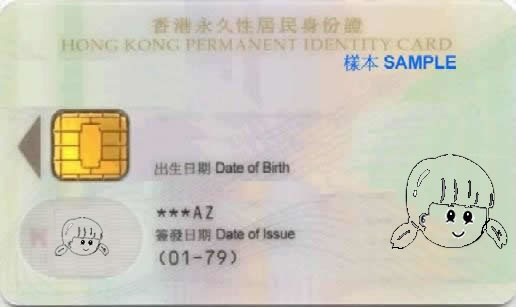 香港永久性居民身份證
HONG KONG PERMANENT IDENTITY CARD
樣本 SAMPLE
出生日期 Date of Birth
***AZ
簽發日期 Date of Issue
(01-79)